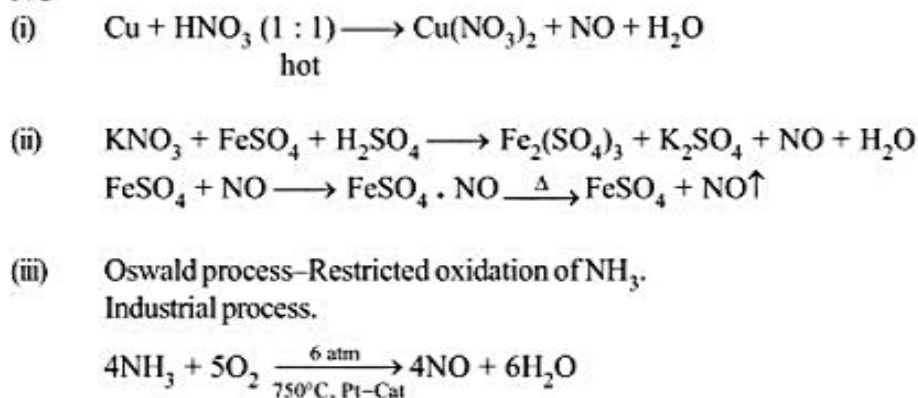 (i) Cu + HNO₃ (1 : 1) ⟶ Cu(NO₃)₂ + NO + H₂O
hot
(ii) KNO₃ + FeSO₄ + H₂SO₄ ⟶ Fe₂(SO₄)₃ + K₂SO₄ + NO + H₂O
FeSO₄ + NO ⟶ FeSO₄ . NO —Δ→ FeSO₄ + NO↑
(iii) Oswald process–Restricted oxidation of NH₃.
Industrial process.
4NH₃ + 5O₂ —6 atm→ 4NO + 6H₂O
750°C, Pt–Cat